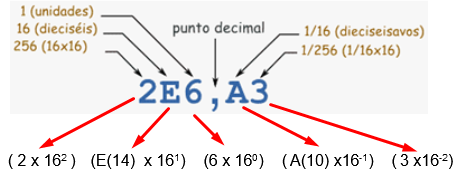 1 (unidades)
16 (dieciséis)
256 (16x16)
punto decimal
1/16 (dieciseisavos)
1/256 (1/16x16)
2E6,A3
( 2 x 16² ) (E(14) x 16¹) (6 x 16⁰) ( A(10) x16⁻¹) ( 3 x16⁻²)